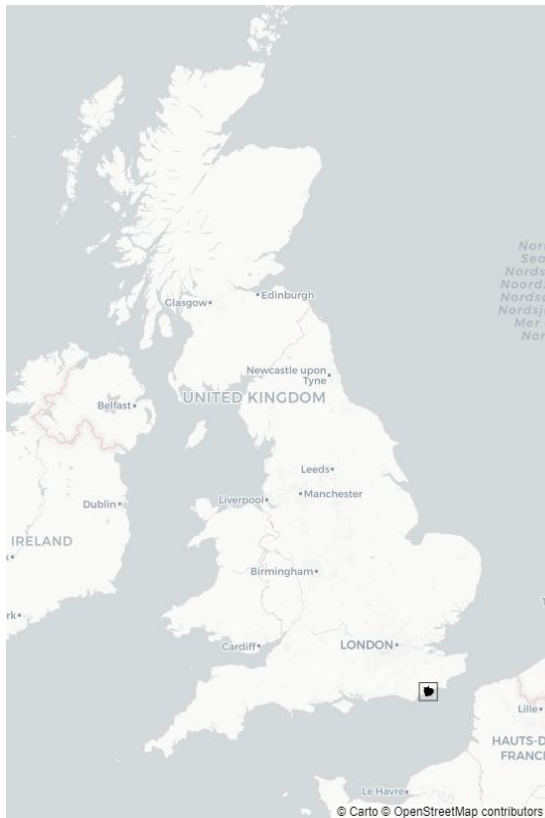 Glasgow
Edinburgh
Newcastle upon
Tyne
UNITED KINGDOM
Belfast
Leeds
Manchester
Liverpool
Dublin
IRELAND
Birmingham
Cardiff
LONDON
Lille
HAUTS-D
FRANC
Le Havre
© Carto © OpenStreetMap contributors